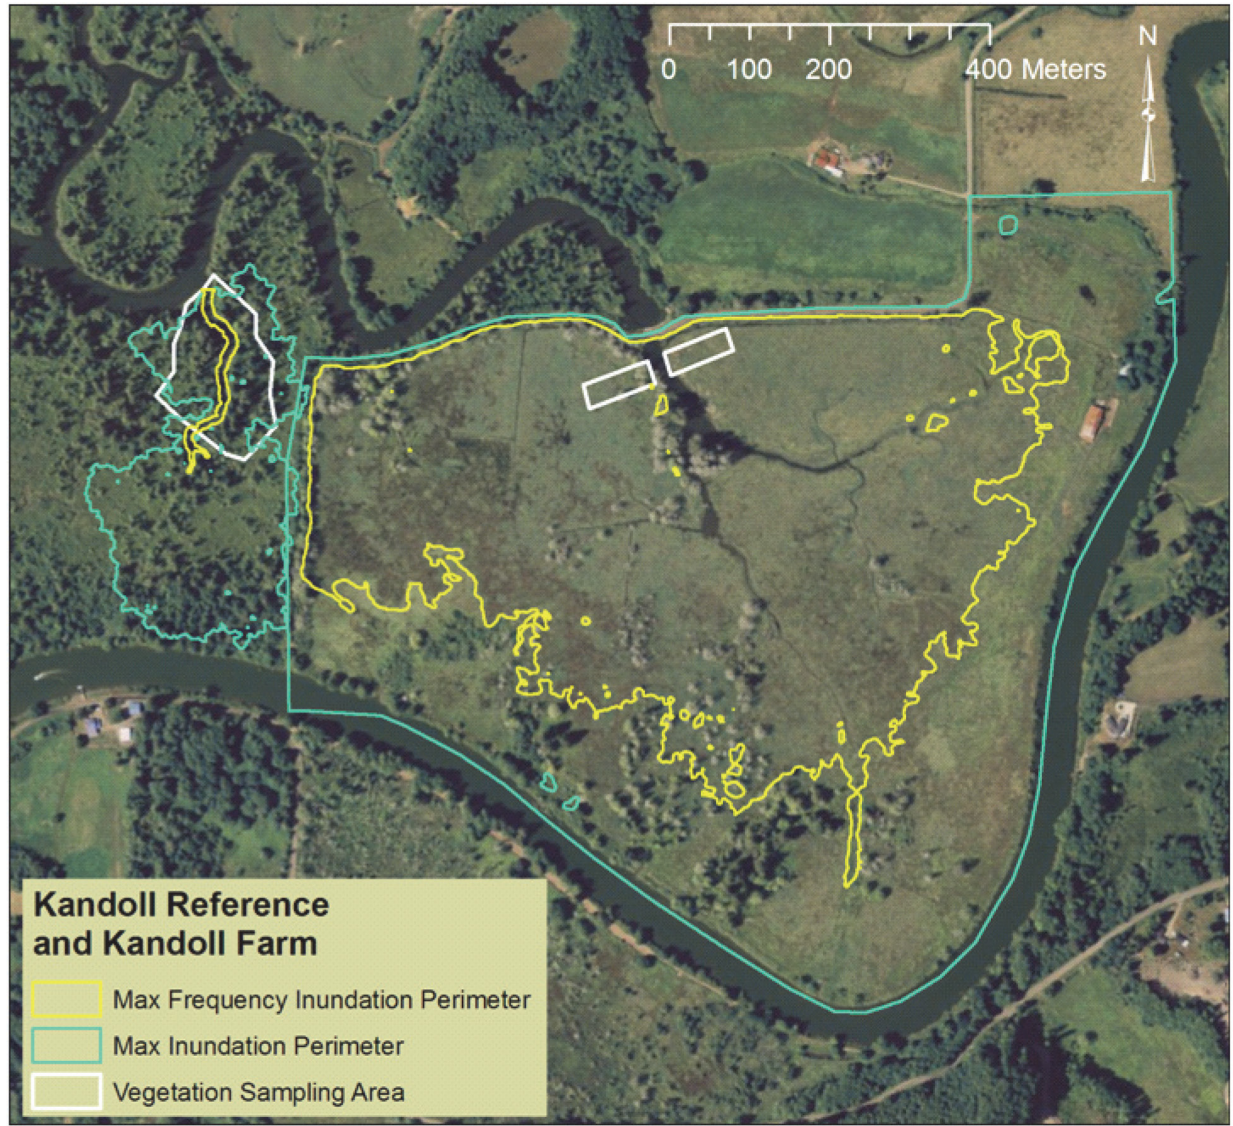 N
0 100 200 400 Meters
Kandoll Reference
and Kandoll Farm
Max Frequency Inundation Perimeter
Max Inundation Perimeter
Vegetation Sampling Area